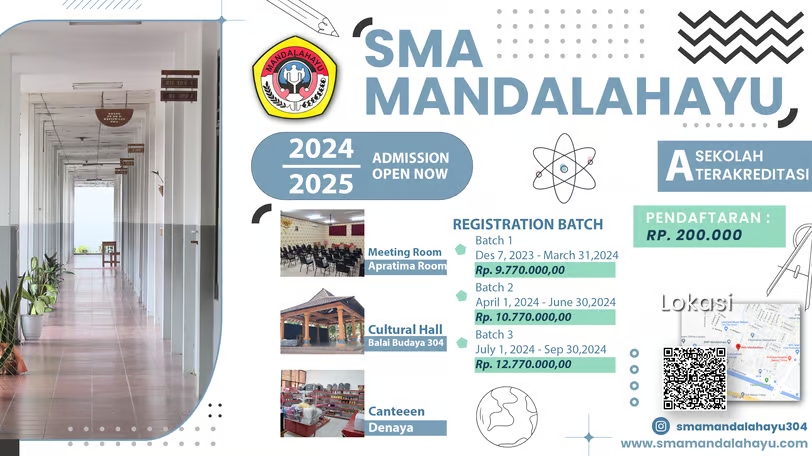 SMA
MANDALAHAYU
MANDALAHAYU
2024
2025
ADMISSION
OPEN NOW
A SEKOLAH
TERAKREDITASI
PENDAFTARAN :
RP. 200.000
Meeting Room
Apratima Room
Cultural Hall
Balai Budaya 304
Canteeen
Denaya
REGISTRATION BATCH
Batch 1
Des 7, 2023 - March 31,2024
Rp. 9.770.000,00
Batch 2
April 1, 2024 - June 30,2024
Rp. 10.770.000,00
Batch 3
July 1, 2024 - Sep 30,2024
Rp. 12.770.000,00
Lokasi
smamandalahayu304
www.smamandalahayu.com